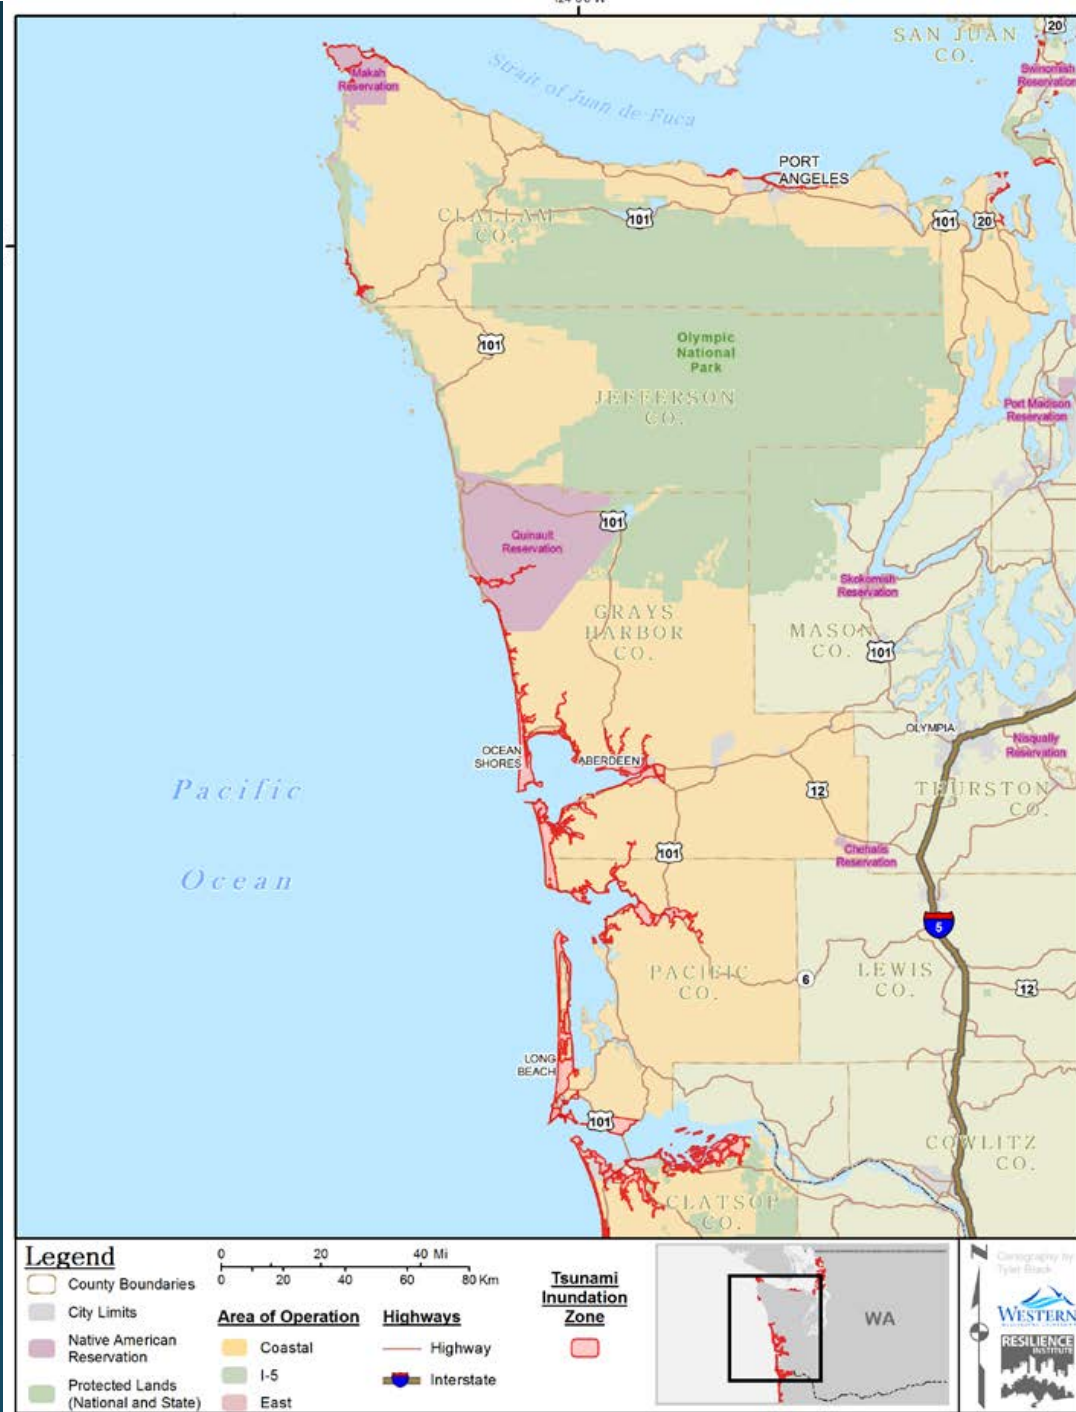 20
SAN JUAN
CO.
Makah
Reservation
Swinomish
Reservation
Strait of Juan de Fuca
PORT
ANGELES
CLALLAM
CO.
101
101
20
Olympic
National
Park
101
JEFFERSON
CO.
Port Madison
Reservation
101
Quinault
Reservation
Skokomish
Reservation
GRAYS
HARBOR
CO.
MASON
CO.
101
OLYMPIA
Nisqually
Reservation
OCEAN
SHORES
ABERDEEN
Pacific
Ocean
12
THURSTON
CO.
101
Chehalis
Reservation
5
PACIFIC
CO.
6
LEWIS
CO.
12
LONG
BEACH
101
COWLITZ
CO.
CLATSOP
CO.
Legend
County Boundaries
City Limits
Native American
Reservation
Protected Lands
(National and State)
0 20 40 Mi
0 20 40 60 80 Km
Area of Operation
Coastal
I-5
East
Highways
Highway
Interstate
Tsunami
Inundation
Zone
WA
N
Cartography by
Tyler Black
WESTERN
RESILIENCE
INSTITUTE